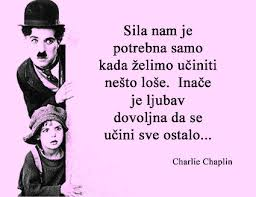 Sila nam je
potrebna samo
kada želimo učiniti
nešto loše.  Inače
je ljubav
dovoljna da se
učini sve ostalo...
Charlie Chaplin